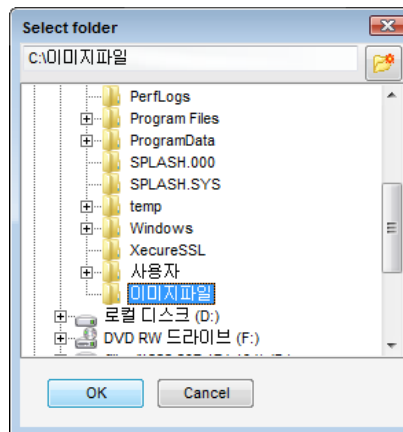 Select folder
C:\이미지파일
PerfLogs
Program Files
ProgramData
SPLASH.000
SPLASH.SYS
temp
Windows
XecureSSL
사용자
이미지파일
로컬 디스크 (D:)
DVD RW 드라이브 (F:)
OK
Cancel